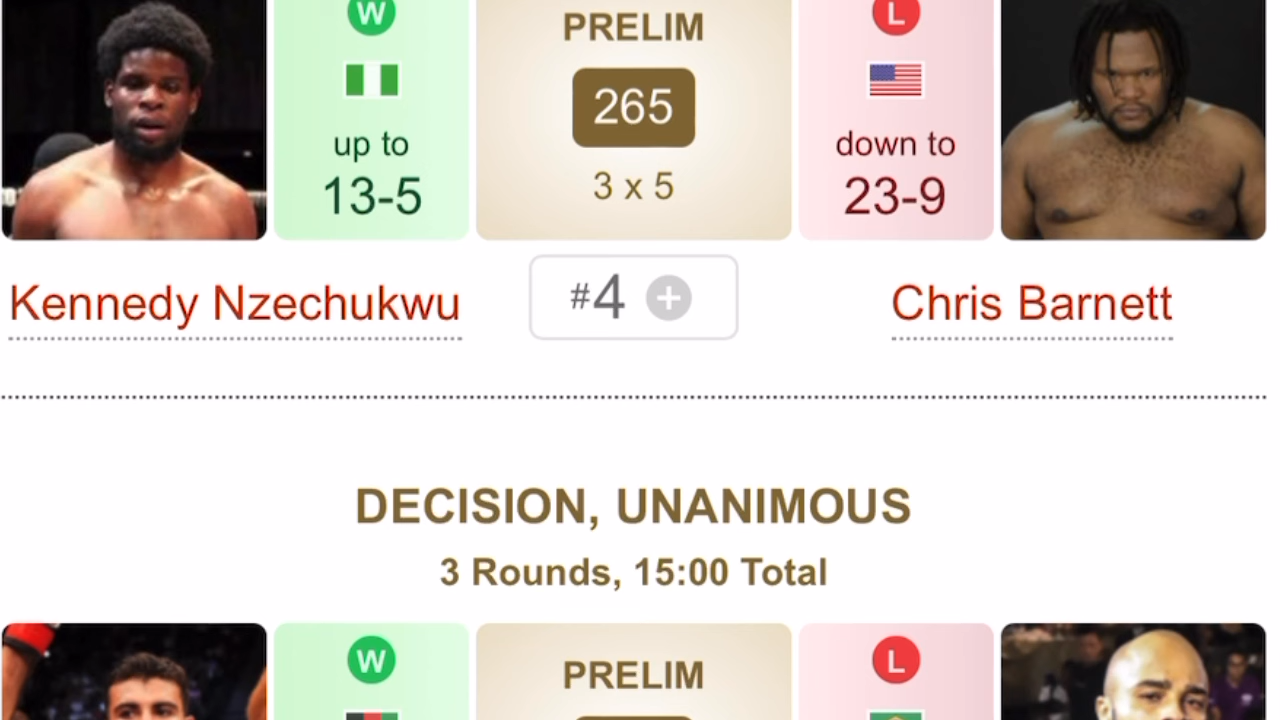 W
PRELIM
L
265
up to
down to
13-5
3 x 5
23-9
Kennedy Nzechukwu
#4 +
Chris Barnett
DECISION, UNANIMOUS
3 Rounds, 15:00 Total
W
PRELIM
L